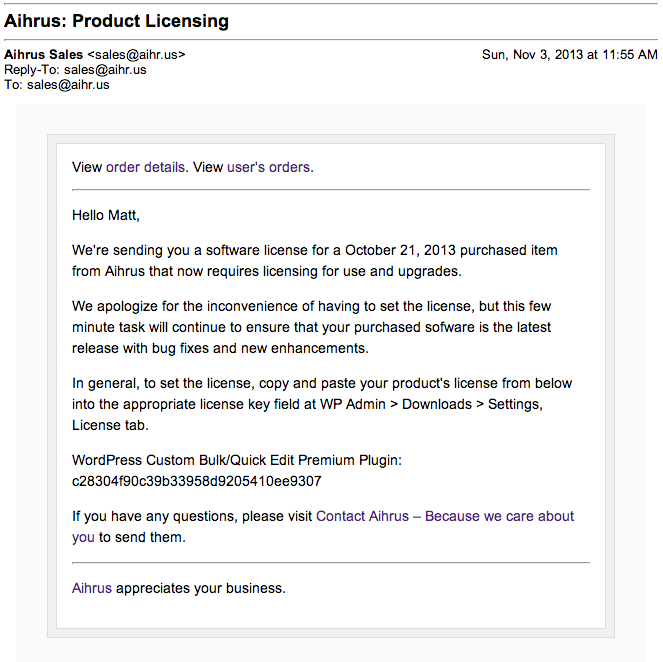 Aihrus: Product Licensing
Aihrus Sales <sales@aihr.us> Sun, Nov 3, 2013 at 11:55 AM
Reply-To: sales@aihr.us
To: sales@aihr.us
View order details. View user's orders.
Hello Matt,
We're sending you a software license for a October 21, 2013 purchased item
from Aihrus that now requires licensing for use and upgrades.
We apologize for the inconvenience of having to set the license, but this few
minute task will continue to ensure that your purchased sofware is the latest
release with bug fixes and new enhancements.
In general, to set the license, copy and paste your product's license from below
into the appropriate license key field at WP Admin > Downloads > Settings,
License tab.
WordPress Custom Bulk/Quick Edit Premium Plugin:
c28304f90c39b33958d9205410ee9307
If you have any questions, please visit Contact Aihrus – Because we care about
you to send them.
Aihrus appreciates your business.